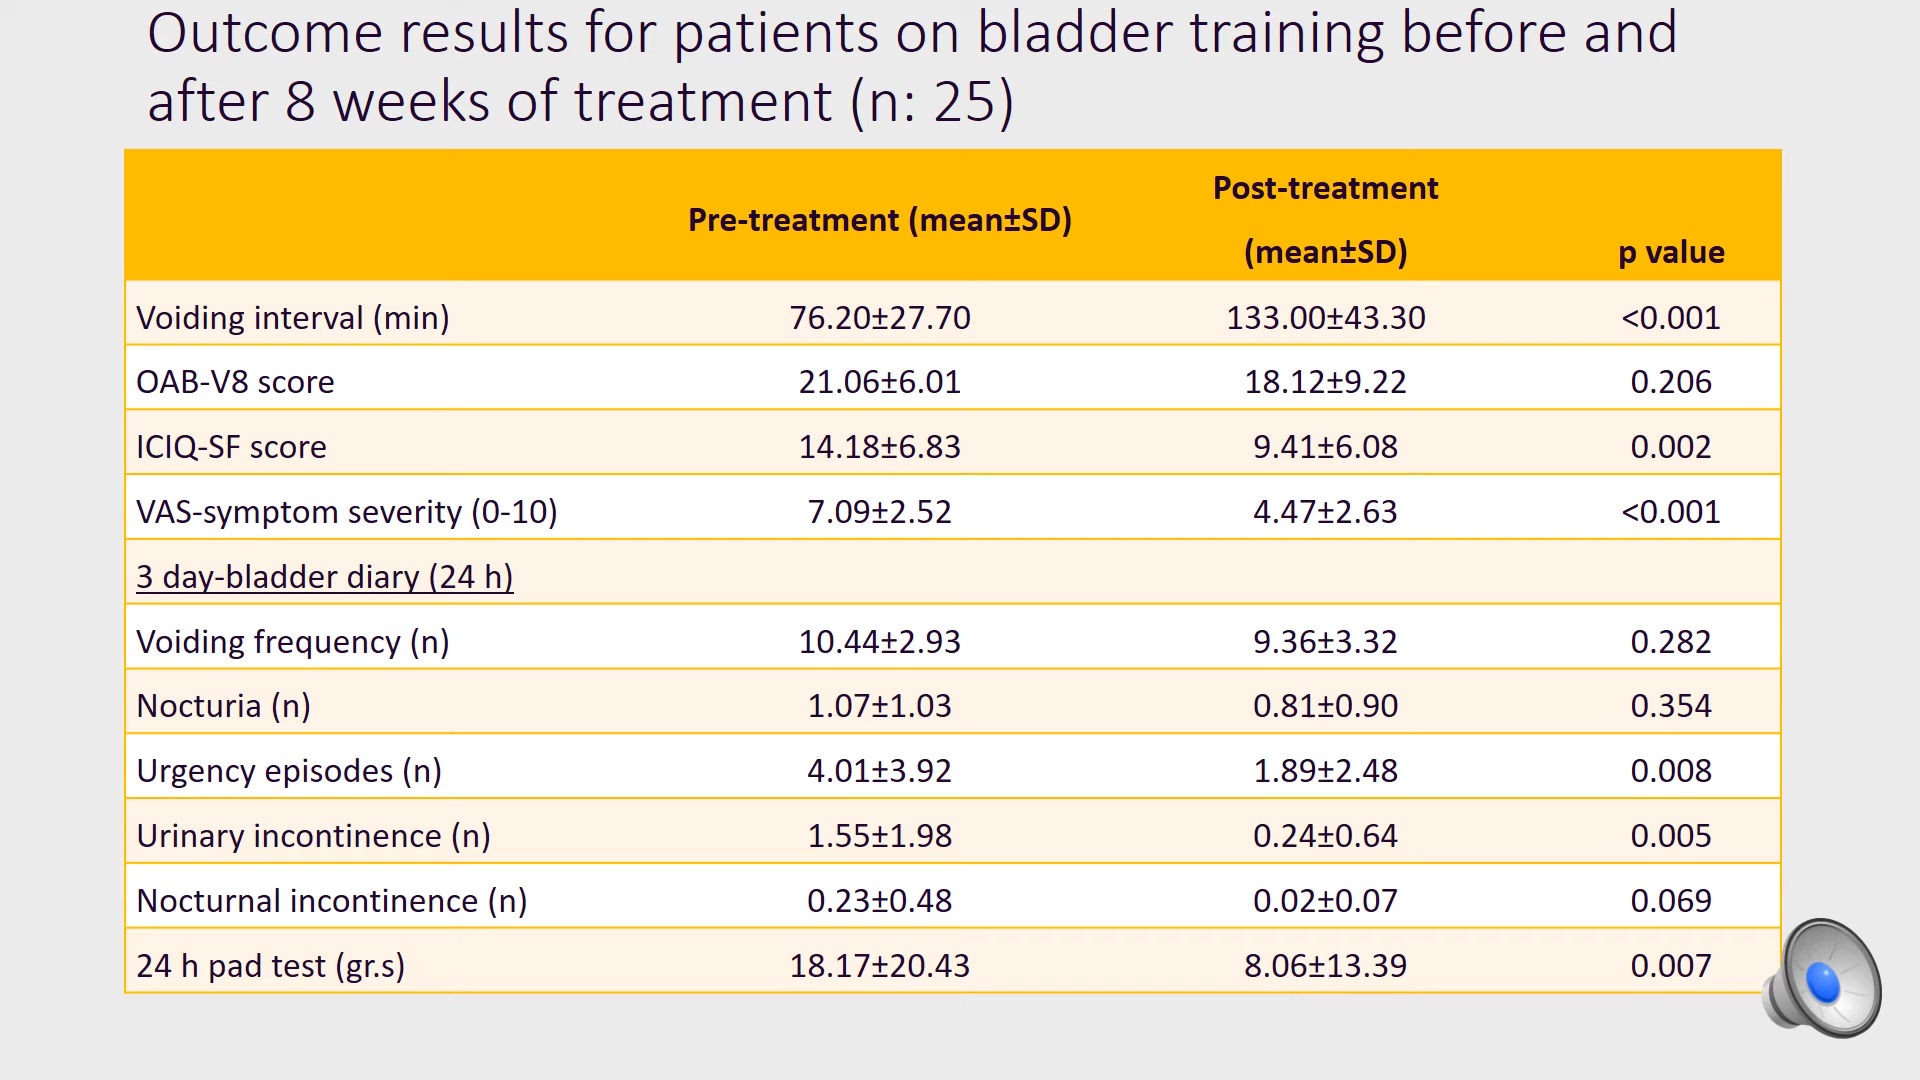 Outcome results for patients on bladder training before and
after 8 weeks of treatment (n: 25)
Pre-treatment (mean±SD) Post-treatment (mean±SD) p value
Voiding interval (min) 76.20±27.70 133.00±43.30 <0.001
OAB-V8 score 21.06±6.01 18.12±9.22 0.206
ICIQ-SF score 14.18±6.83 9.41±6.08 0.002
VAS-symptom severity (0-10) 7.09±2.52 4.47±2.63 <0.001
3 day-bladder diary (24 h)
Voiding frequency (n) 10.44±2.93 9.36±3.32 0.282
Nocturia (n) 1.07±1.03 0.81±0.90 0.354
Urgency episodes (n) 4.01±3.92 1.89±2.48 0.008
Urinary incontinence (n) 1.55±1.98 0.24±0.64 0.005
Nocturnal incontinence (n) 0.23±0.48 0.02±0.07 0.069
24 h pad test (gr.s) 18.17±20.43 8.06±13.39 0.007